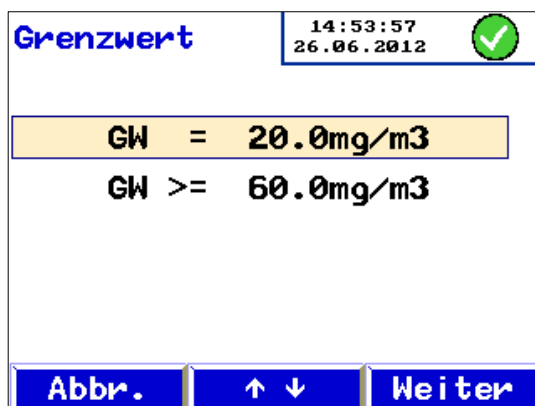 Grenzwert
14:53:57
26.06.2012
GW = 20.0mg/m3
GW >= 60.0mg/m3
Abbr.
↑ ↓
Weiter